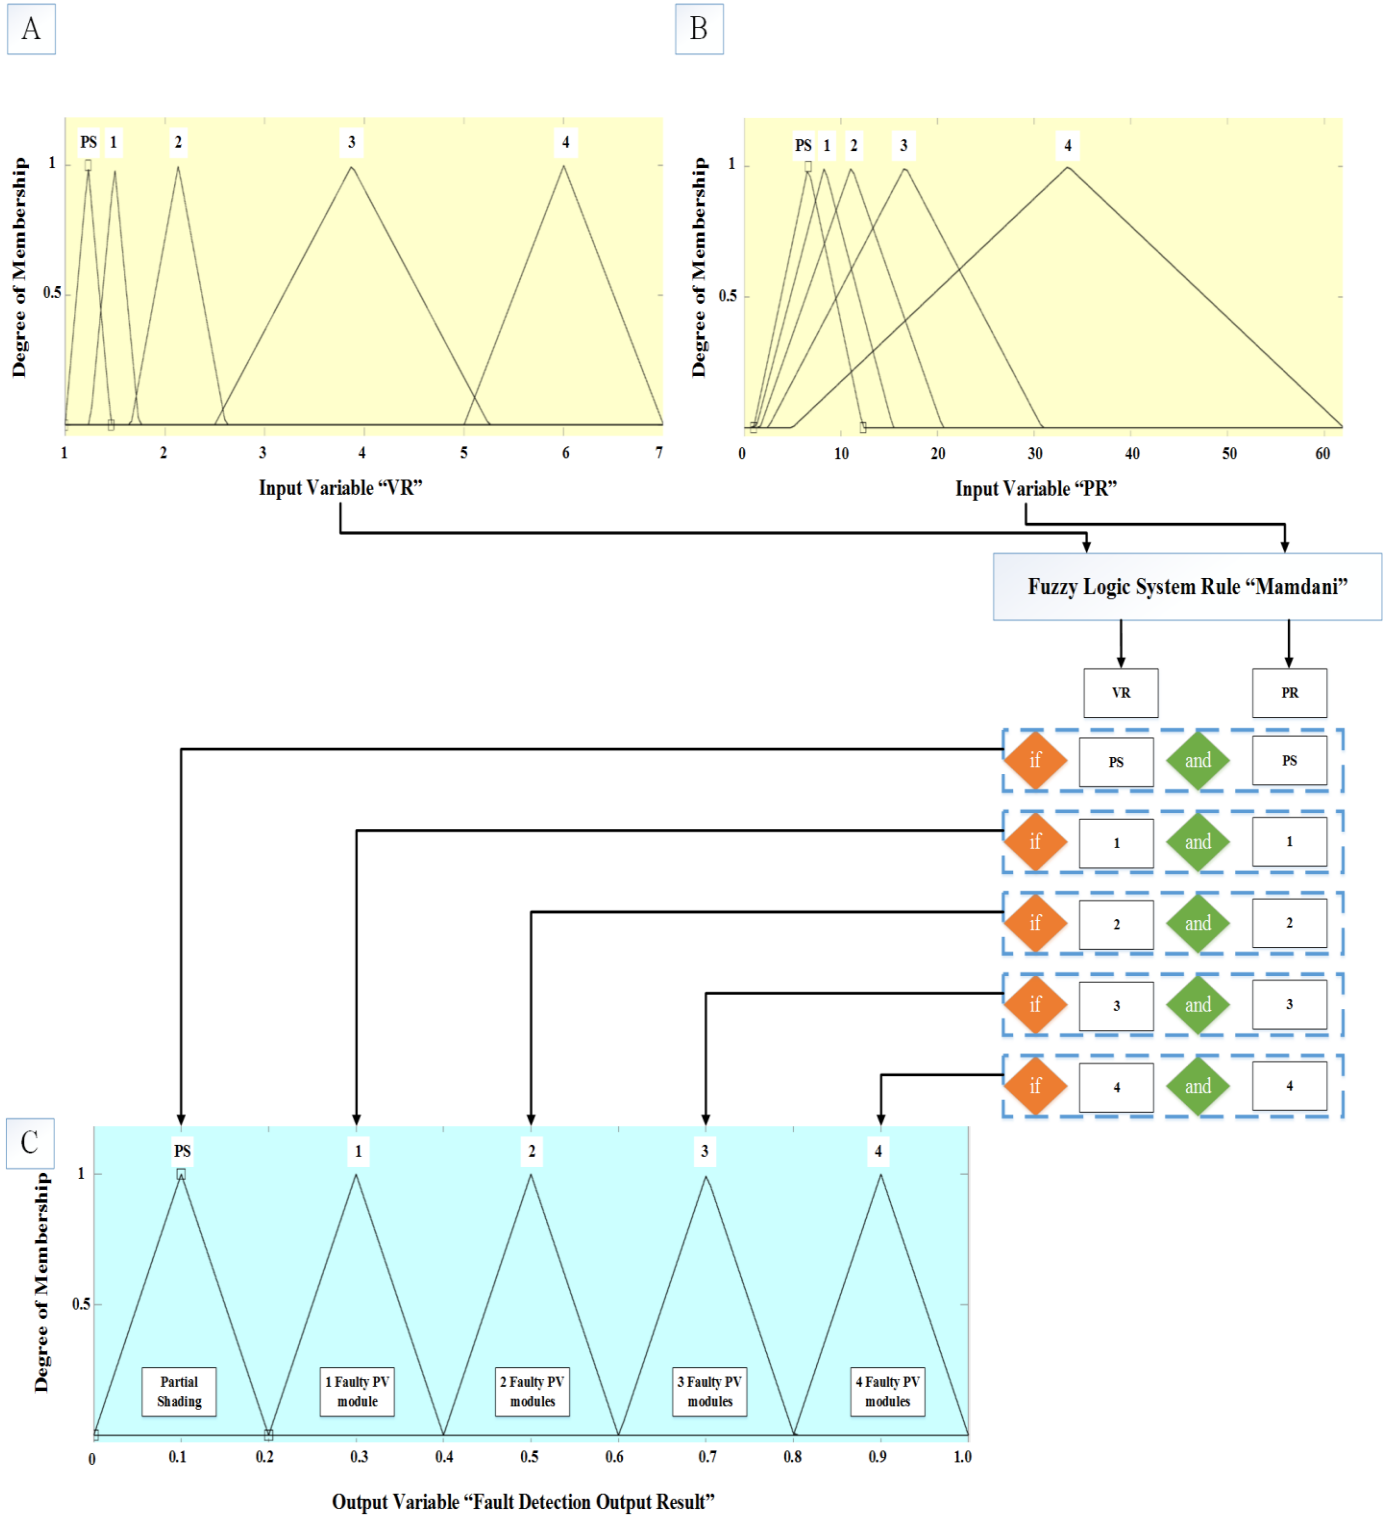 A
B
PS 1 2 3 4
1
0.5
Degree of Membership
1 2 3 4 5 6 7
Input Variable “VR”
PS 1 2 3 4
1
0.5
Degree of Membership
0 10 20 30 40 50 60
Input Variable “PR”
Fuzzy Logic System Rule “Mamdani”
VR PR
if PS and PS
if 1 and 1
if 2 and 2
if 3 and 3
if 4 and 4
C
PS 1 2 3 4
1
0.5
Degree of Membership
Partial
Shading
1 Faulty PV
module
2 Faulty PV
modules
3 Faulty PV
modules
4 Faulty PV
modules
0 0.1 0.2 0.3 0.4 0.5 0.6 0.7 0.8 0.9 1.0
Output Variable “Fault Detection Output Result”